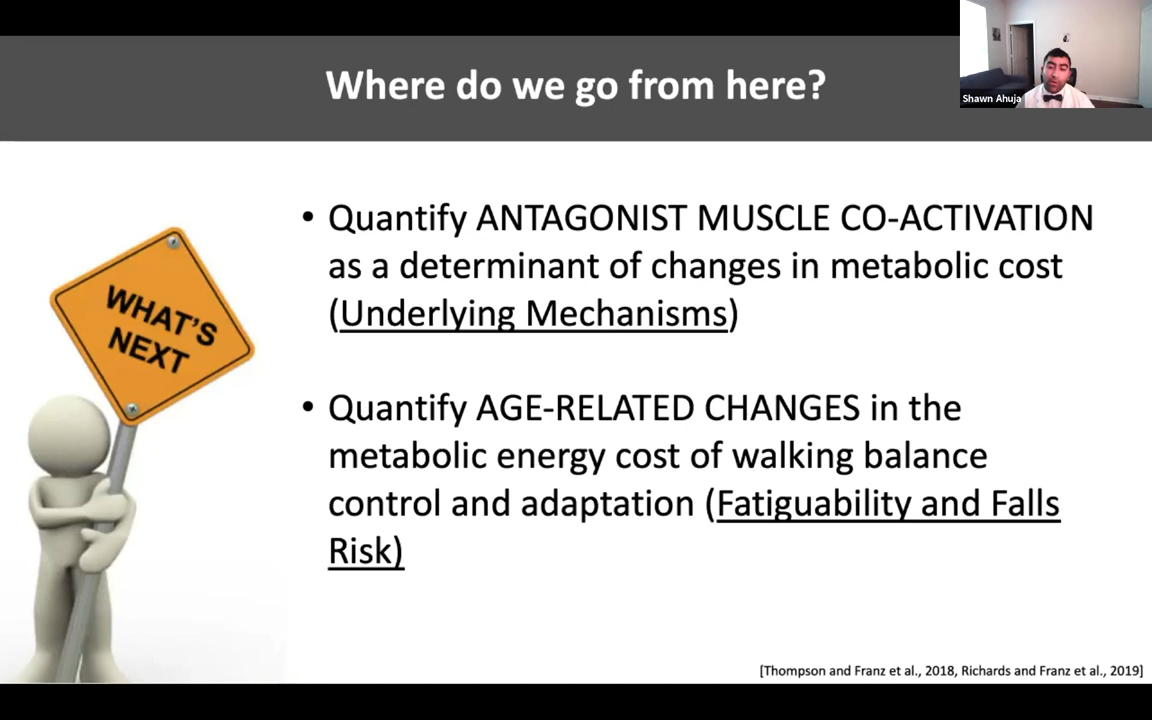 Where do we go from here?
Shawn Ahuja
• Quantify ANTAGONIST MUSCLE CO-ACTIVATION
as a determinant of changes in metabolic cost
(Underlying Mechanisms)
WHAT'S
NEXT
• Quantify AGE-RELATED CHANGES in the
metabolic energy cost of walking balance
control and adaptation (Fatiguability and Falls
Risk)
[Thompson and Franz et al., 2018, Richards and Franz et al., 2019]